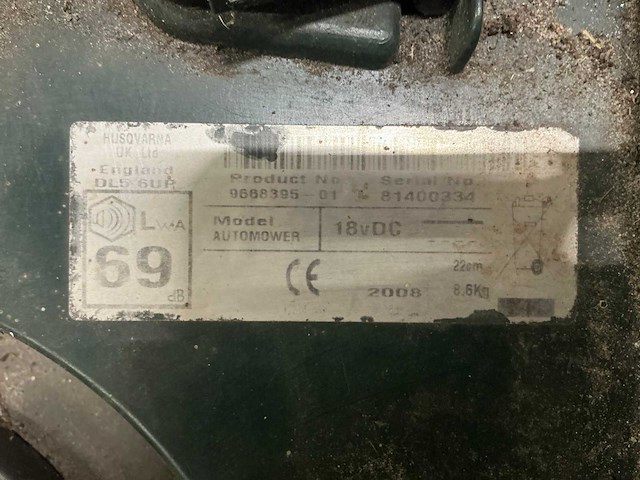 HUSQVARNA
UK Ltd
England
DL5 6UP
Product No. Serial No
9668395-01 81400334
LWA
69
dB
Model
AUTOMOWER
18vDC
CE
22cm
2008 8,6Kg